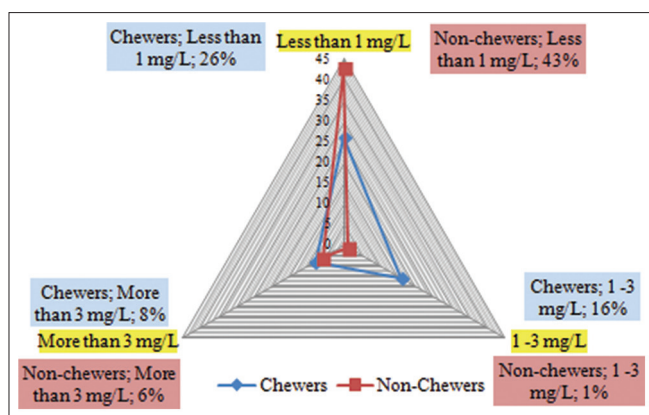 Chewers; Less than
1 mg/L; 26%
Less than 1 mg/L
Non-chewers; Less
than 1 mg/L; 43%
45
40
35
30
25
20
15
10
5
0
Chewers; More
than 3 mg/L; 8%
More than 3 mg/L
Non-chewers; More
than 3 mg/L; 6%
Chewers; 1 -3
mg/L; 16%
1 -3 mg/L
Non-chewers; 1 -3
mg/L; 1%
Chewers
Non-Chewers